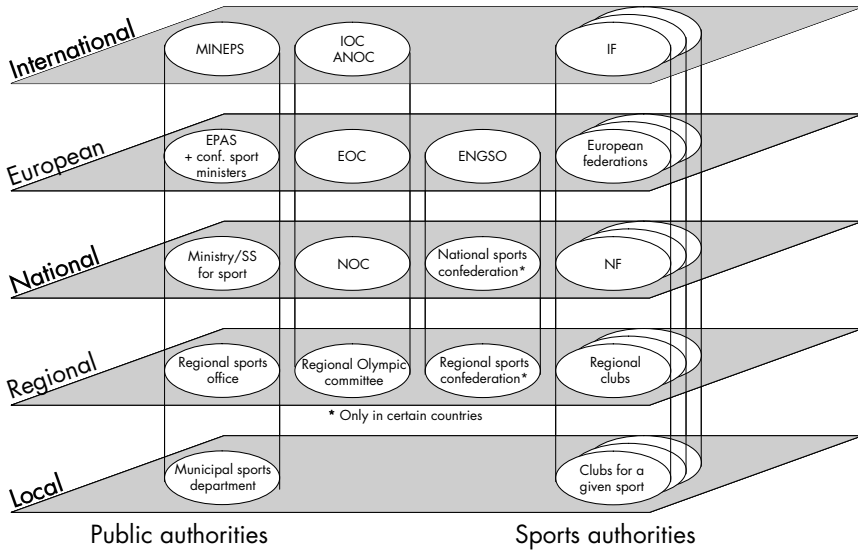 International
MINEPS
IOC
ANOC
IF
European
EPAS
+ conf. sport
ministers
EOC
ENGSO
European
federations
National
Ministry/SS
for sport
NOC
National sports
confederation*
NF
Regional
Regional sports
office
Regional Olympic
committee
Regional sports
confederation*
Regional
clubs
* Only in certain countries
Local
Municipal sports
department
Clubs for a
given sport
Public authorities
Sports authorities